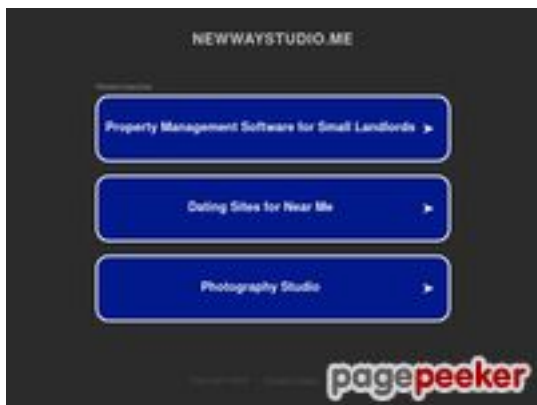 NEWWAYSTUDIO.ME
Property Management Software for Small Landlords
Dating Sites for Near Me
Photography Studio
pagepeeker